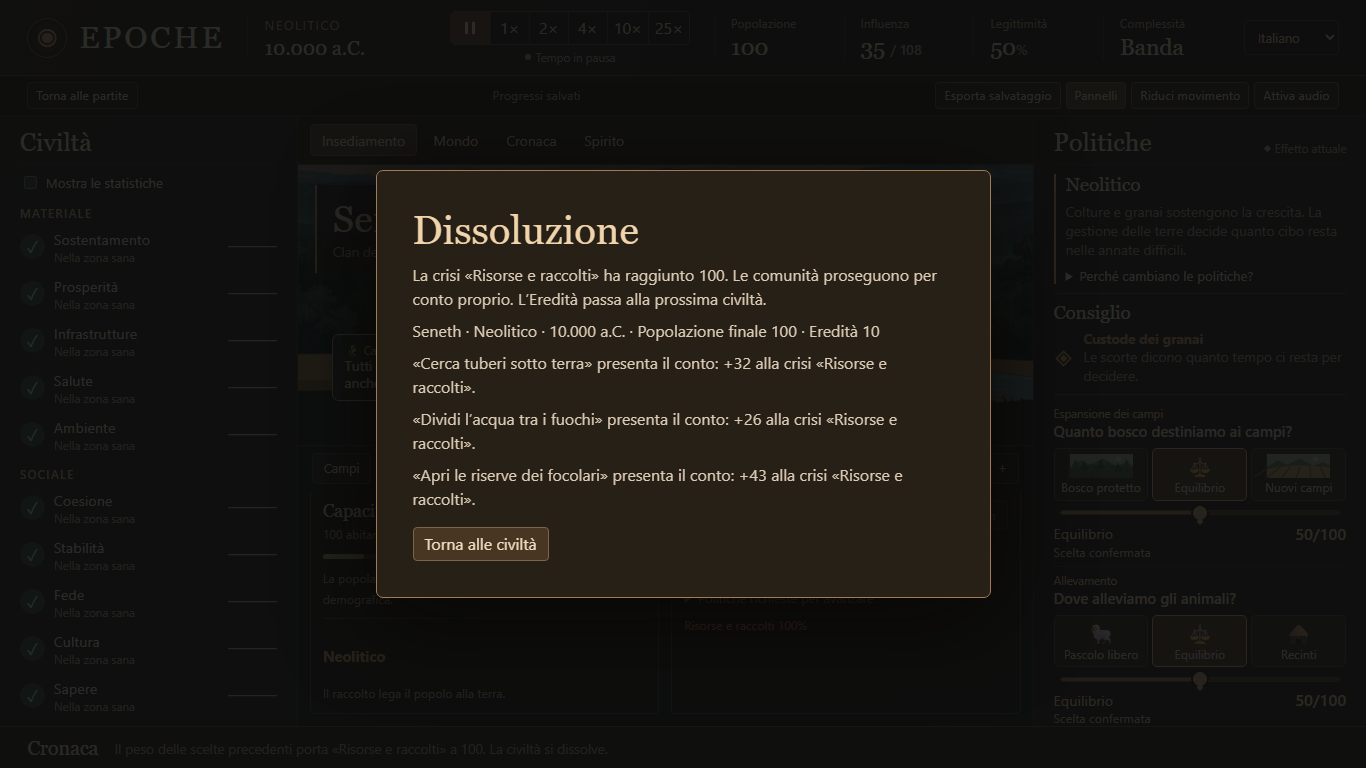 EPOCHE
NEOLITICO
10.000 a.C.
1×
2×
4×
10×
25×
Tempo in pausa
Popolazione
100
Influenza
35 / 108
Legittimità
50%
Complessità
Banda
Italiano
Torna alle partite
Progressi salvati
Esporta salvataggio
Pannelli
Riduci movimento
Attiva audio
Civiltà
Mostra le statistiche
MATERIALE
Sostentamento
Nella zona sana
Prosperità
Nella zona sana
Infrastrutture
Nella zona sana
Salute
Nella zona sana
Ambiente
Nella zona sana
SOCIALE
Coesione
Nella zona sana
Stabilità
Nella zona sana
Fede
Nella zona sana
Cultura
Nella zona sana
Sapere
Nella zona sana
Insediamento
Mondo
Cronaca
Spirito
Dissoluzione
La crisi «Risorse e raccolti» ha raggiunto 100. Le comunità proseguono per
conto proprio. L’Eredità passa alla prossima civiltà.
Seneth · Neolitico · 10.000 a.C. · Popolazione finale 100 · Eredità 10
«Cerca tuberi sotto terra» presenta il conto: +32 alla crisi «Risorse e
raccolti».
«Dividi l’acqua tra i fuochi» presenta il conto: +26 alla crisi «Risorse e
raccolti».
«Apri le riserve dei focolari» presenta il conto: +43 alla crisi «Risorse e
raccolti».
Torna alle civiltà
Campi
Risorse e raccolti 100%
Neolitico
Il raccolto lega il popolo alla terra.
Politiche
Effetto attuale
Neolitico
Colture e granai sostengono la crescita. La
gestione delle terre decide quanto cibo resta
nelle annate difficili.
Perché cambiano le politiche?
Consiglio
Custode dei granai
Le scorte dicono quanto tempo ci resta per
decidere.
Espansione dei campi
Quanto bosco destiniamo ai campi?
Bosco protetto
Equilibrio
Nuovi campi
Equilibrio
50/100
Scelta confermata
Allevamento
Dove alleviamo gli animali?
Pascolo libero
Equilibrio
Recinti
Equilibrio
50/100
Scelta confermata
Cronaca
Il peso delle scelte precedenti porta «Risorse e raccolti» a 100. La civiltà si dissolve.